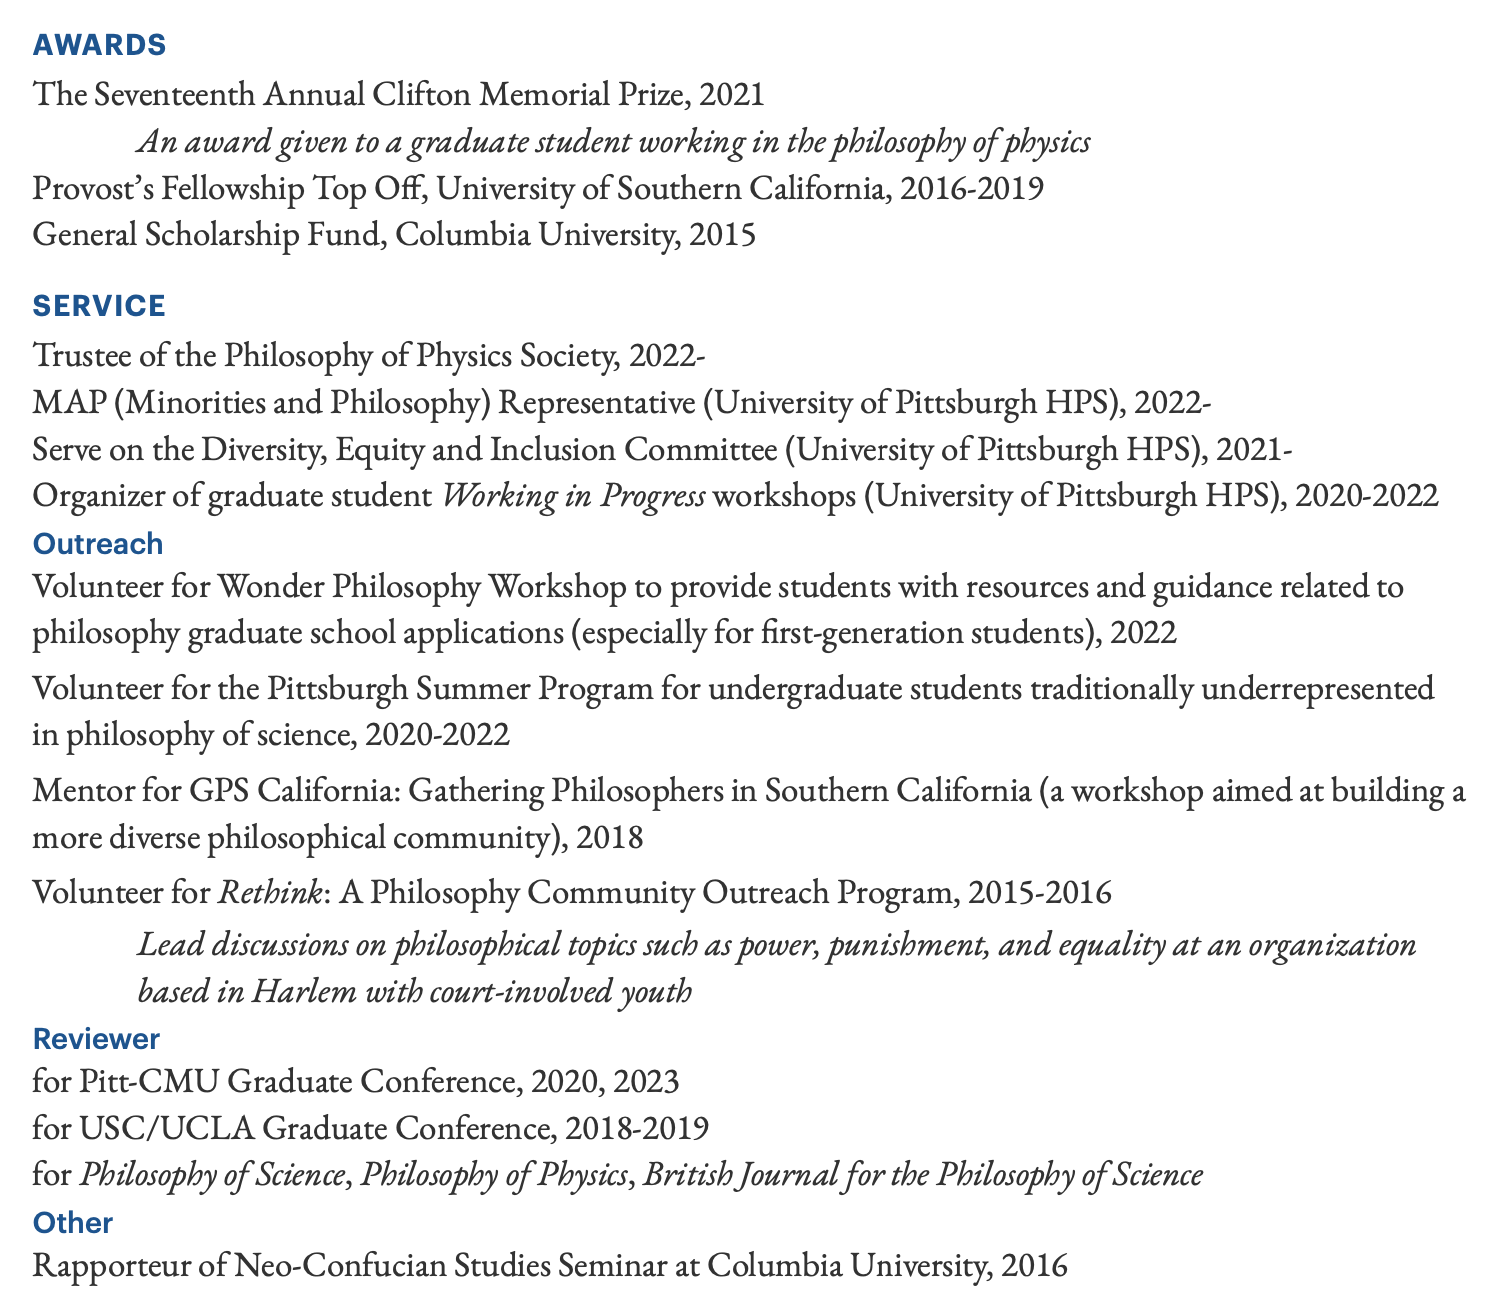 AWARDS
The Seventeenth Annual Clifton Memorial Prize, 2021
An award given to a graduate student working in the philosophy of physics
Provost’s Fellowship Top Off, University of Southern California, 2016-2019
General Scholarship Fund, Columbia University, 2015
SERVICE
Trustee of the Philosophy of Physics Society, 2022-
MAP (Minorities and Philosophy) Representative (University of Pittsburgh HPS), 2022-
Serve on the Diversity, Equity and Inclusion Committee (University of Pittsburgh HPS), 2021-
Organizer of graduate student Working in Progress workshops (University of Pittsburgh HPS), 2020-2022
Outreach
Volunteer for Wonder Philosophy Workshop to provide students with resources and guidance related to
philosophy graduate school applications (especially for first-generation students), 2022
Volunteer for the Pittsburgh Summer Program for undergraduate students traditionally underrepresented
in philosophy of science, 2020-2022
Mentor for GPS California: Gathering Philosophers in Southern California (a workshop aimed at building a
more diverse philosophical community), 2018
Volunteer for Rethink: A Philosophy Community Outreach Program, 2015-2016
Lead discussions on philosophical topics such as power, punishment, and equality at an organization
based in Harlem with court-involved youth
Reviewer
for Pitt-CMU Graduate Conference, 2020, 2023
for USC/UCLA Graduate Conference, 2018-2019
for Philosophy of Science, Philosophy of Physics, British Journal for the Philosophy of Science
Other
Rapporteur of Neo-Confucian Studies Seminar at Columbia University, 2016